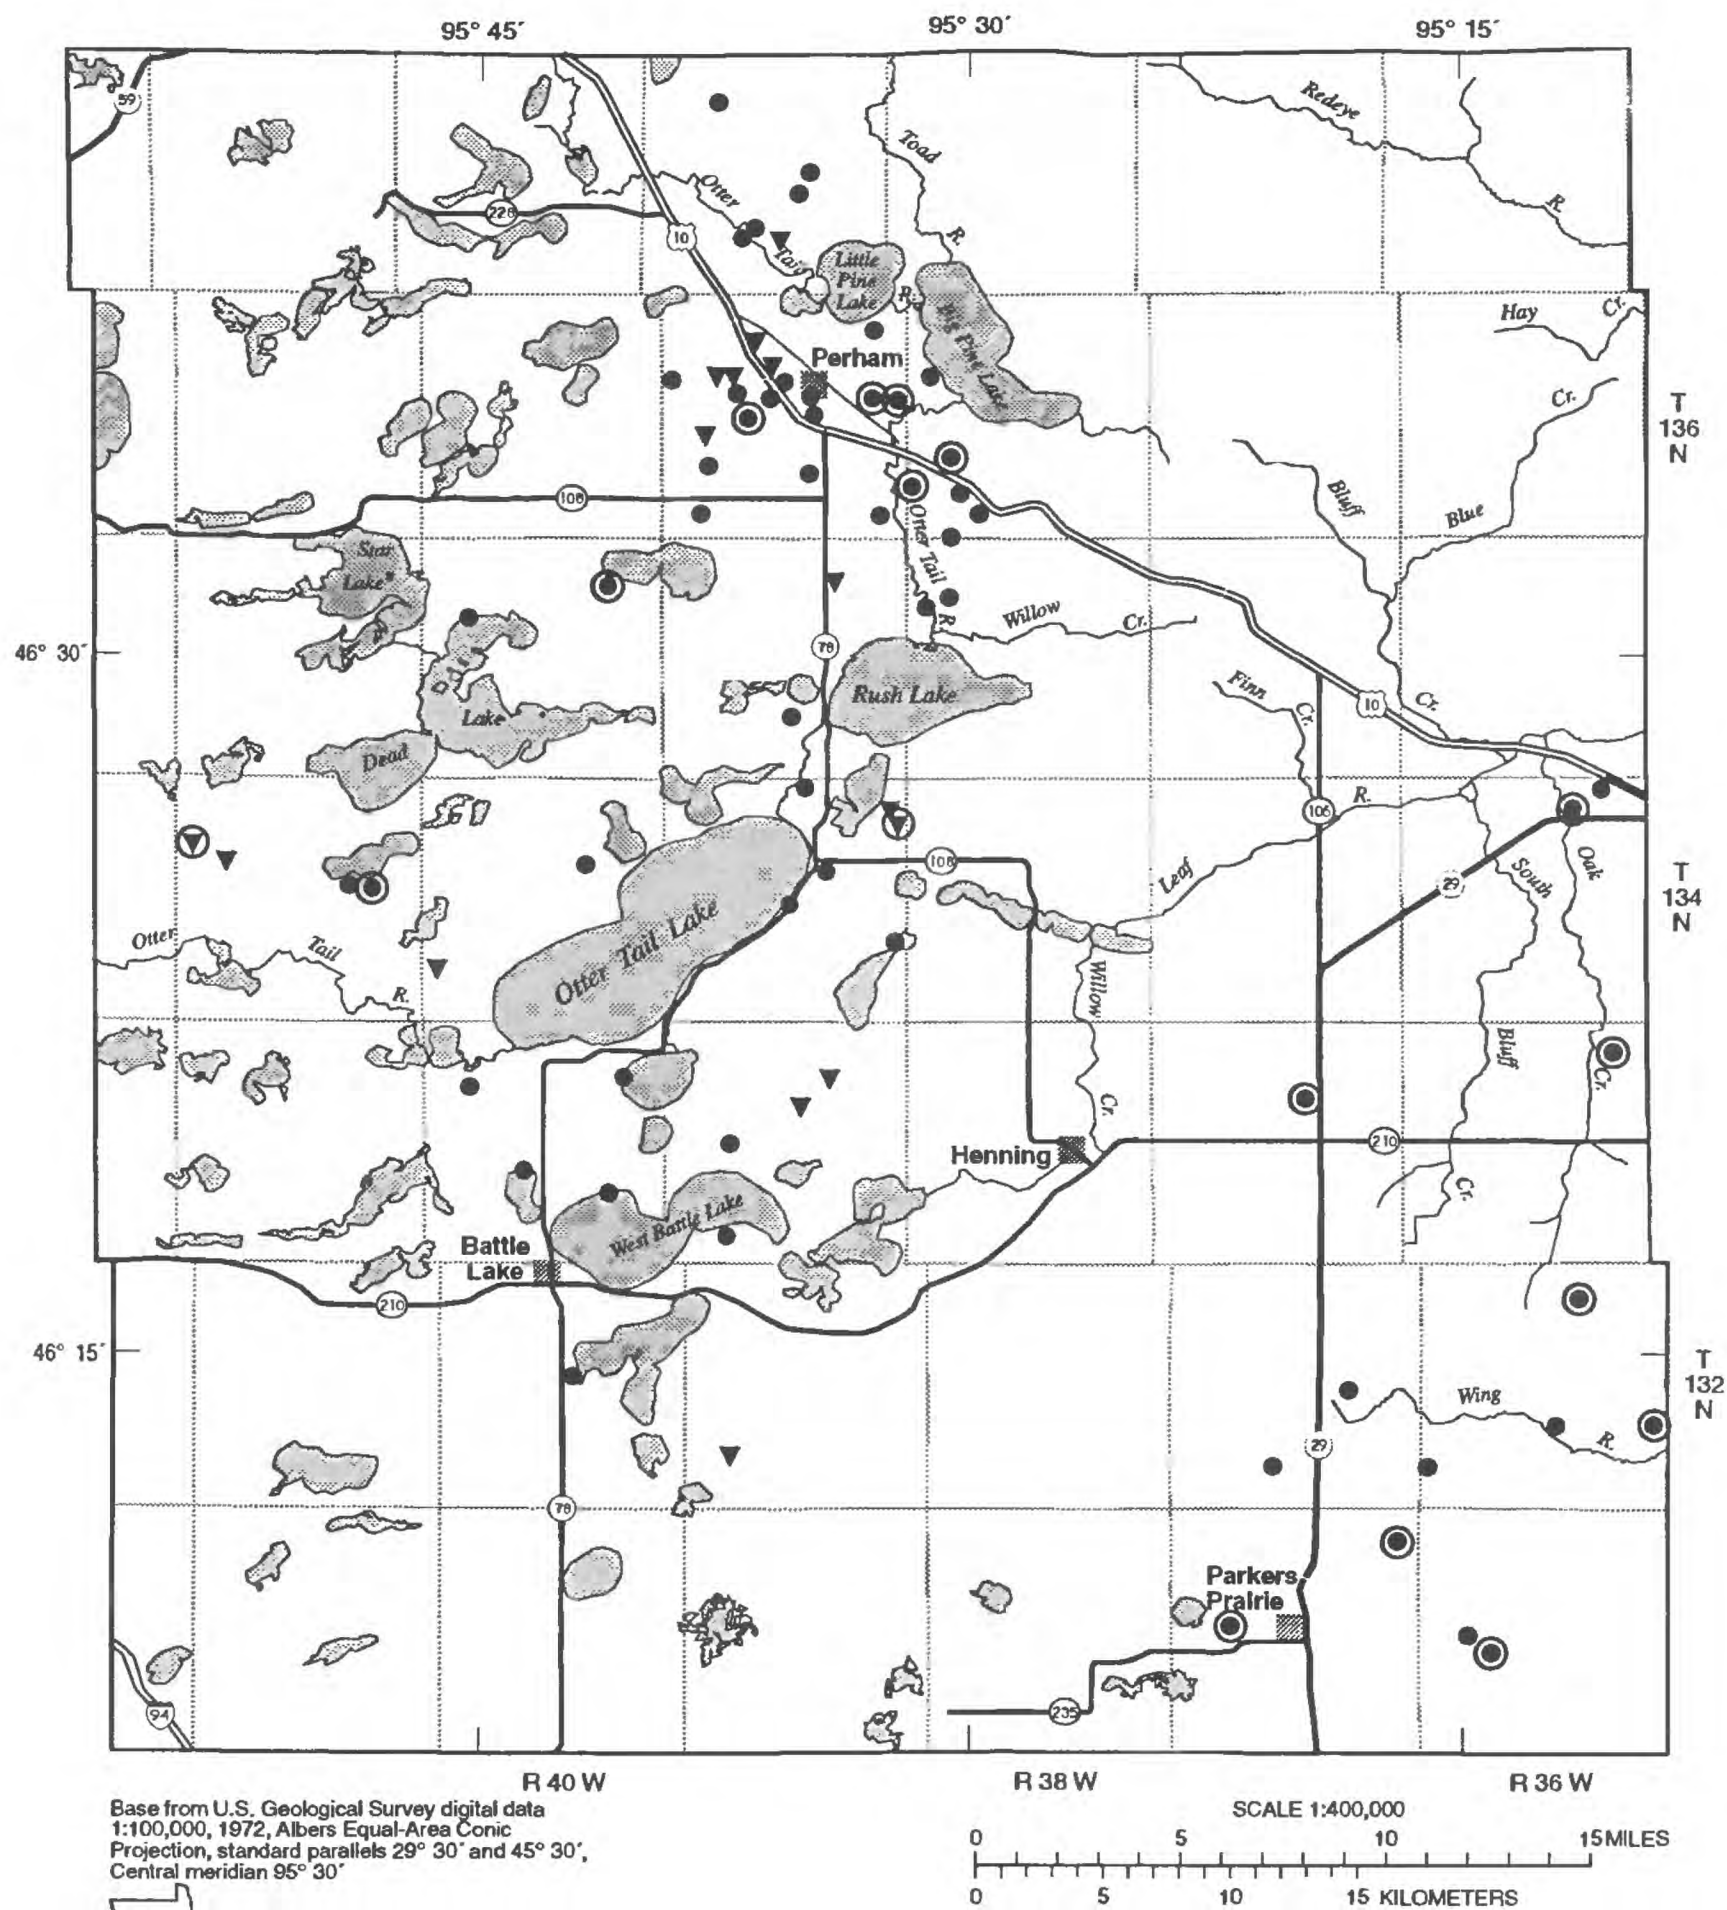 95° 45′
95° 30′
95° 15′
59
Redeye
Toad
Otter
228
R.
10
R.
Tail
Little
Pine
Lake
R.
Hay
Cr.
Big Pine Lake
Perham
Cr.
T
136
N
108
Bluff
Blue
Star
Lake
Otter Tail
R.
Willow
Cr.
46° 30′
78
Rush Lake
Finn
Cr.
10
Cr.
Lake
Dead
R.
106
108
Leaf
29
South
Oak
T
134
N
Otter
Tail
R.
Otter Tail Lake
Willow
Bluff
Cr.
Cr.
Henning
210
Cr.
West Battle Lake
Battle
Lake
210
46° 15′
T
132
N
Wing
R.
29
78
Parkers
Prairie
94
235
R 40 W
R 38 W
R 36 W
Base from U.S. Geological Survey digital data
1:100,000, 1972, Albers Equal-Area Conic
Projection, standard parallels 29° 30′ and 45° 30′,
Central meridian 95° 30′
SCALE 1:400,000
0 5 10 15 MILES
0 5 10 15 KILOMETERS